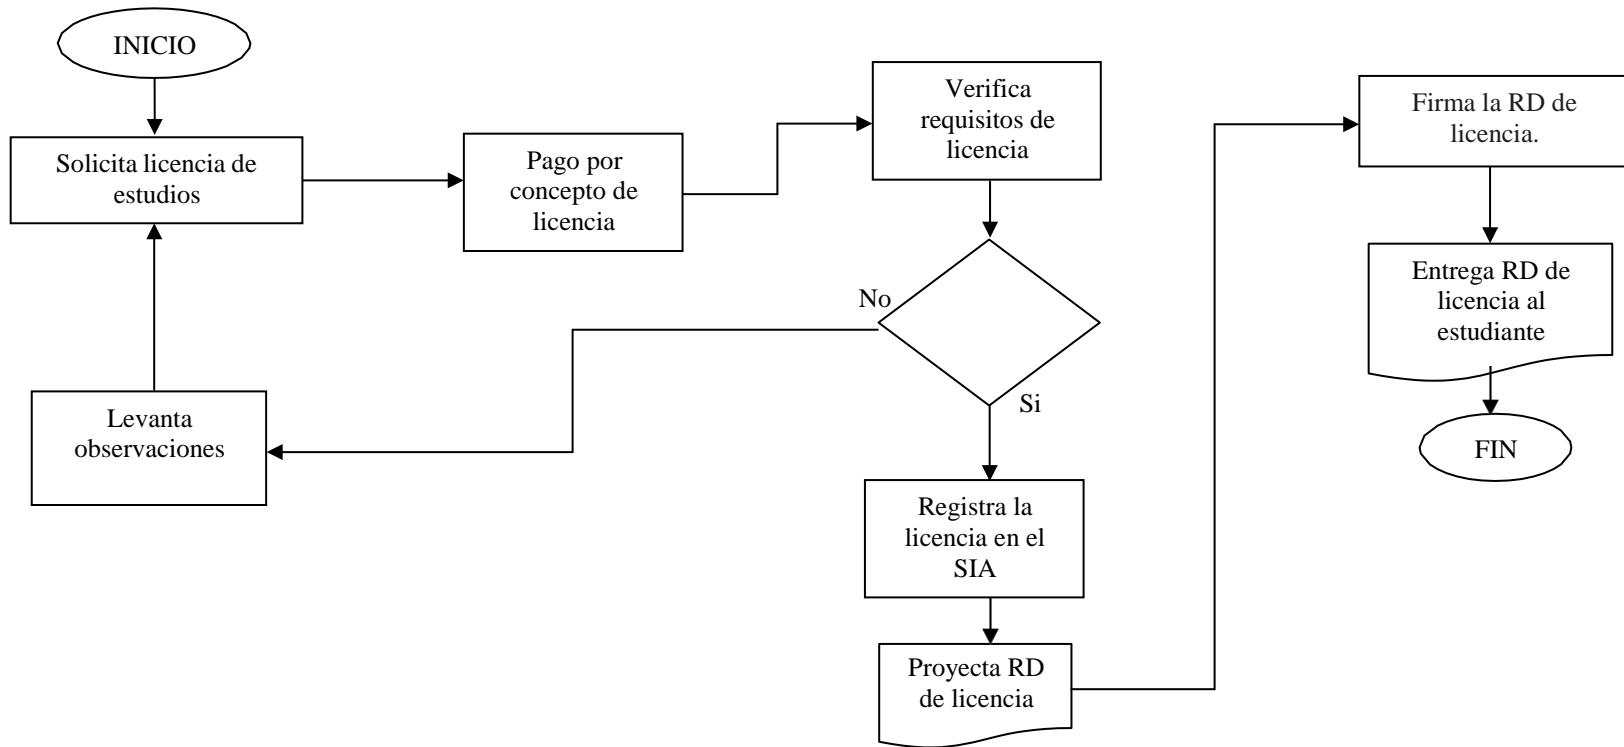 INICIO
Solicita licencia de
estudios
Pago por
concepto de
licencia
Verifica
requisitos de
licencia
No
Si
Levanta
observaciones
Registra la
licencia en el
SIA
Proyecta RD
de licencia
Firma la RD de
licencia.
Entrega RD de
licencia al
estudiante
FIN